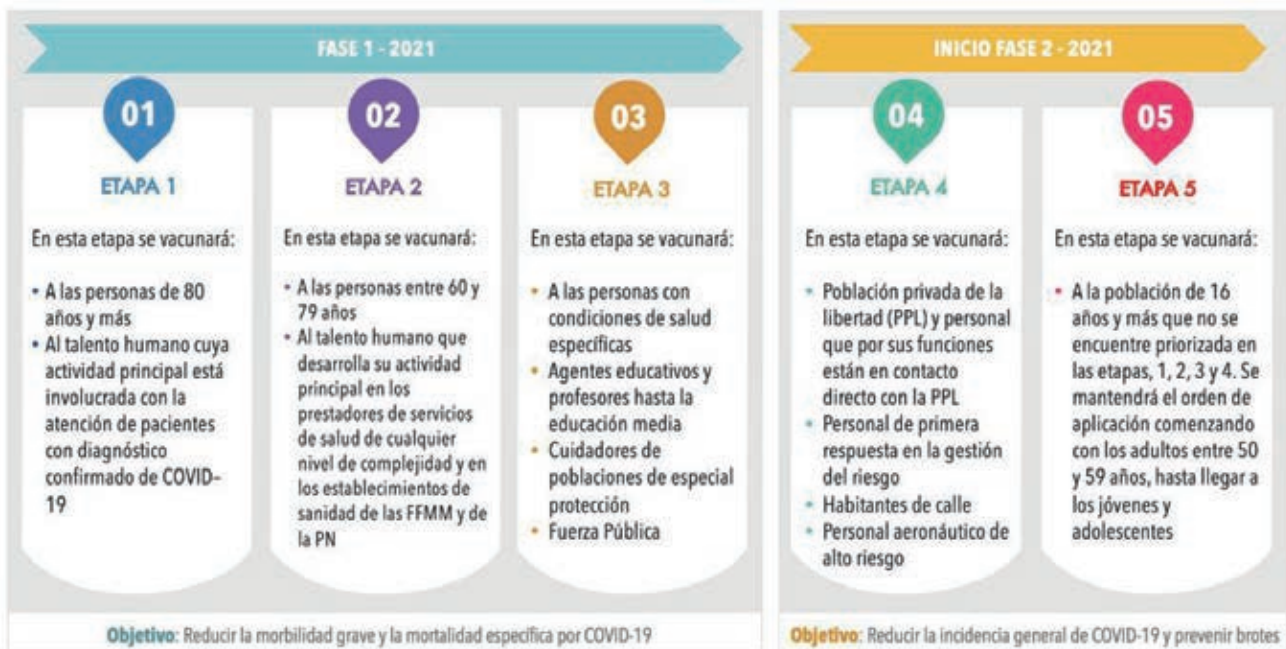 FASE 1 - 2021
01
ETAPA 1
En esta etapa se vacunará:
• A las personas de 80
años y más
• Al talento humano cuya
actividad principal está
involucrada con la
atención de pacientes
con diagnóstico
confirmado de COVID-
19
02
ETAPA 2
En esta etapa se vacunará:
• A las personas entre 60 y
79 años
• Al talento humano que
desarrolla su actividad
principal en los
prestadores de servicios
de salud de cualquier
nivel de complejidad y en
los establecimientos de
sanidad de las FFMM y de
la PN
03
ETAPA 3
En esta etapa se vacunará:
• A las personas con
condiciones de salud
específicas
• Agentes educativos y
profesores hasta la
educación media
• Cuidadores de
poblaciones de especial
protección
• Fuerza Pública
Objetivo: Reducir la morbilidad grave y la mortalidad específica por COVID-19
INICIO FASE 2 - 2021
04
ETAPA 4
En esta etapa se vacunará:
• Población privada de la
libertad (PPL) y personal
que por sus funciones
están en contacto
directo con la PPL
• Personal de primera
respuesta en la gestión
del riesgo
• Habitantes de calle
• Personal aeronáutico de
alto riesgo
05
ETAPA 5
En esta etapa se vacunará:
• A la población de 16
años y más que no se
encuentre priorizada en
las etapas, 1, 2, 3 y 4. Se
mantendrá el orden de
aplicación comenzando
con los adultos entre 50
y 59 años, hasta llegar a
los jóvenes y
adolescentes
Objetivo: Reducir la incidencia general de COVID-19 y prevenir brotes